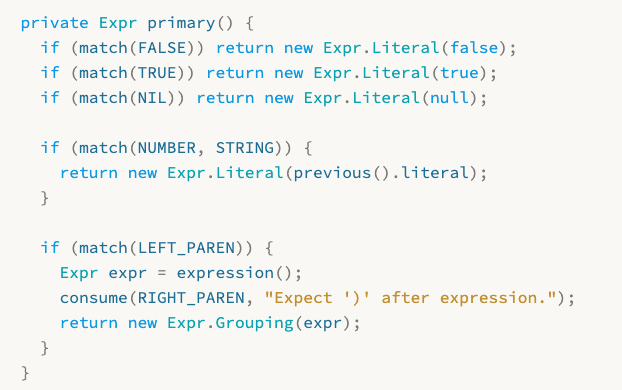 private Expr primary() {
  if (match(FALSE)) return new Expr.Literal(false);
  if (match(TRUE)) return new Expr.Literal(true);
  if (match(NIL)) return new Expr.Literal(null);

  if (match(NUMBER, STRING)) {
    return new Expr.Literal(previous().literal);
  }

  if (match(LEFT_PAREN)) {
    Expr expr = expression();
    consume(RIGHT_PAREN, "Expect ')' after expression.");
    return new Expr.Grouping(expr);
  }
}